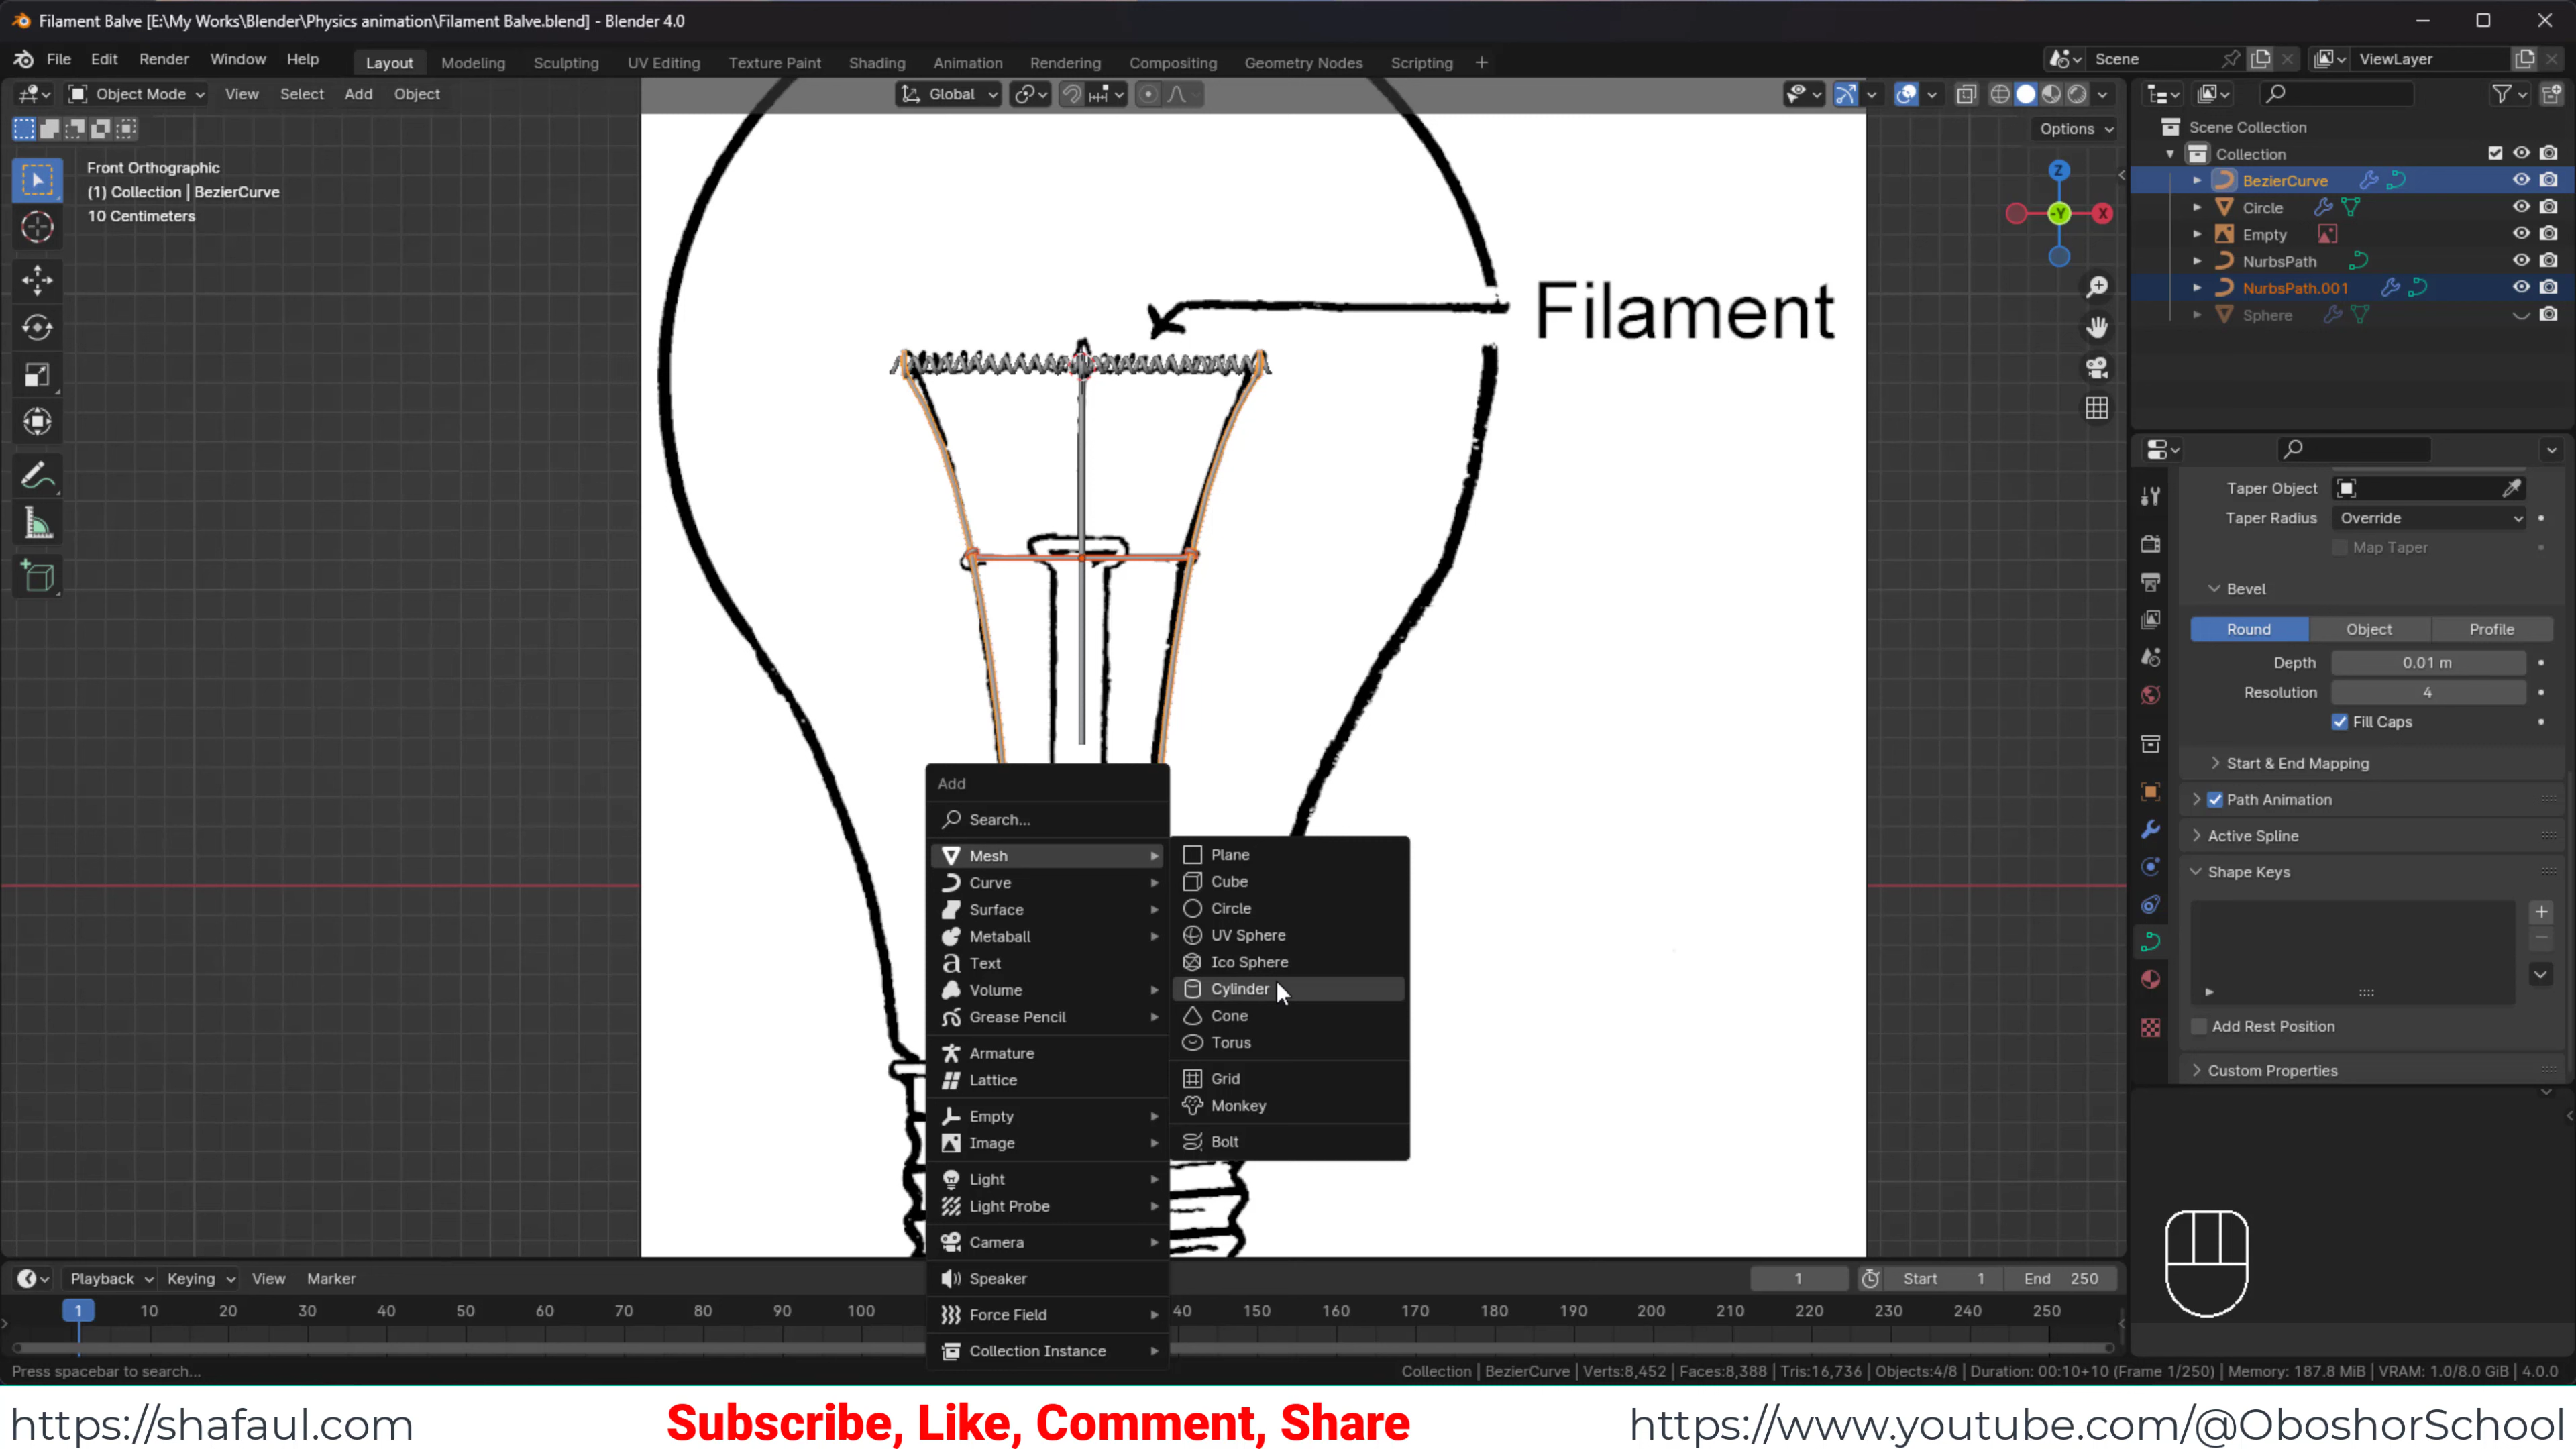 Filament Balve [E:\My Works\Blender\Physics animation\Filament Balve.blend] - Blender 4.0
File Edit Render Window Help Layout Modeling Sculpting UV Editing Texture Paint Shading Animation Rendering Compositing Geometry Nodes Scripting + Scene ViewLayer
Object Mode View Select Add Object Global
Options
Front Orthographic
(1) Collection | BezierCurve
10 Centimeters
Z
-Y
X
Filament
Scene Collection
Collection
BezierCurve
Circle
Empty
NurbsPath
NurbsPath.001
Sphere
Taper Object
Taper Radius Override
Map Taper
Bevel
Round Object Profile
Depth 0.01 m
Resolution 4
Fill Caps
Start & End Mapping
Path Animation
Active Spline
Shape Keys
Add Rest Position
Custom Properties
Add
Search...
Mesh
Curve
Surface
Metaball
Text
Volume
Grease Pencil
Armature
Lattice
Empty
Image
Light
Light Probe
Camera
Speaker
Force Field
Collection Instance
Plane
Cube
Circle
UV Sphere
Ico Sphere
Cylinder
Cone
Torus
Grid
Monkey
Bolt
Playback Keying View Marker 1 Start 1 End 250
1 10 20 30 40 50 60 70 80 90 100 40 150 160 170 180 190 200 210 220 230 240 250
Press spacebar to search...
Collection | BezierCurve | Verts:8,452 | Faces:8,388 | Tris:16,736 | Objects:4/8 | Duration: 00:10+10 (Frame 1/250) | Memory: 187.8 MiB | VRAM: 1.0/8.0 GiB | 4.0.0
https://shafaul.com
Subscribe, Like, Comment, Share
https://www.youtube.com/@OboshorSchool